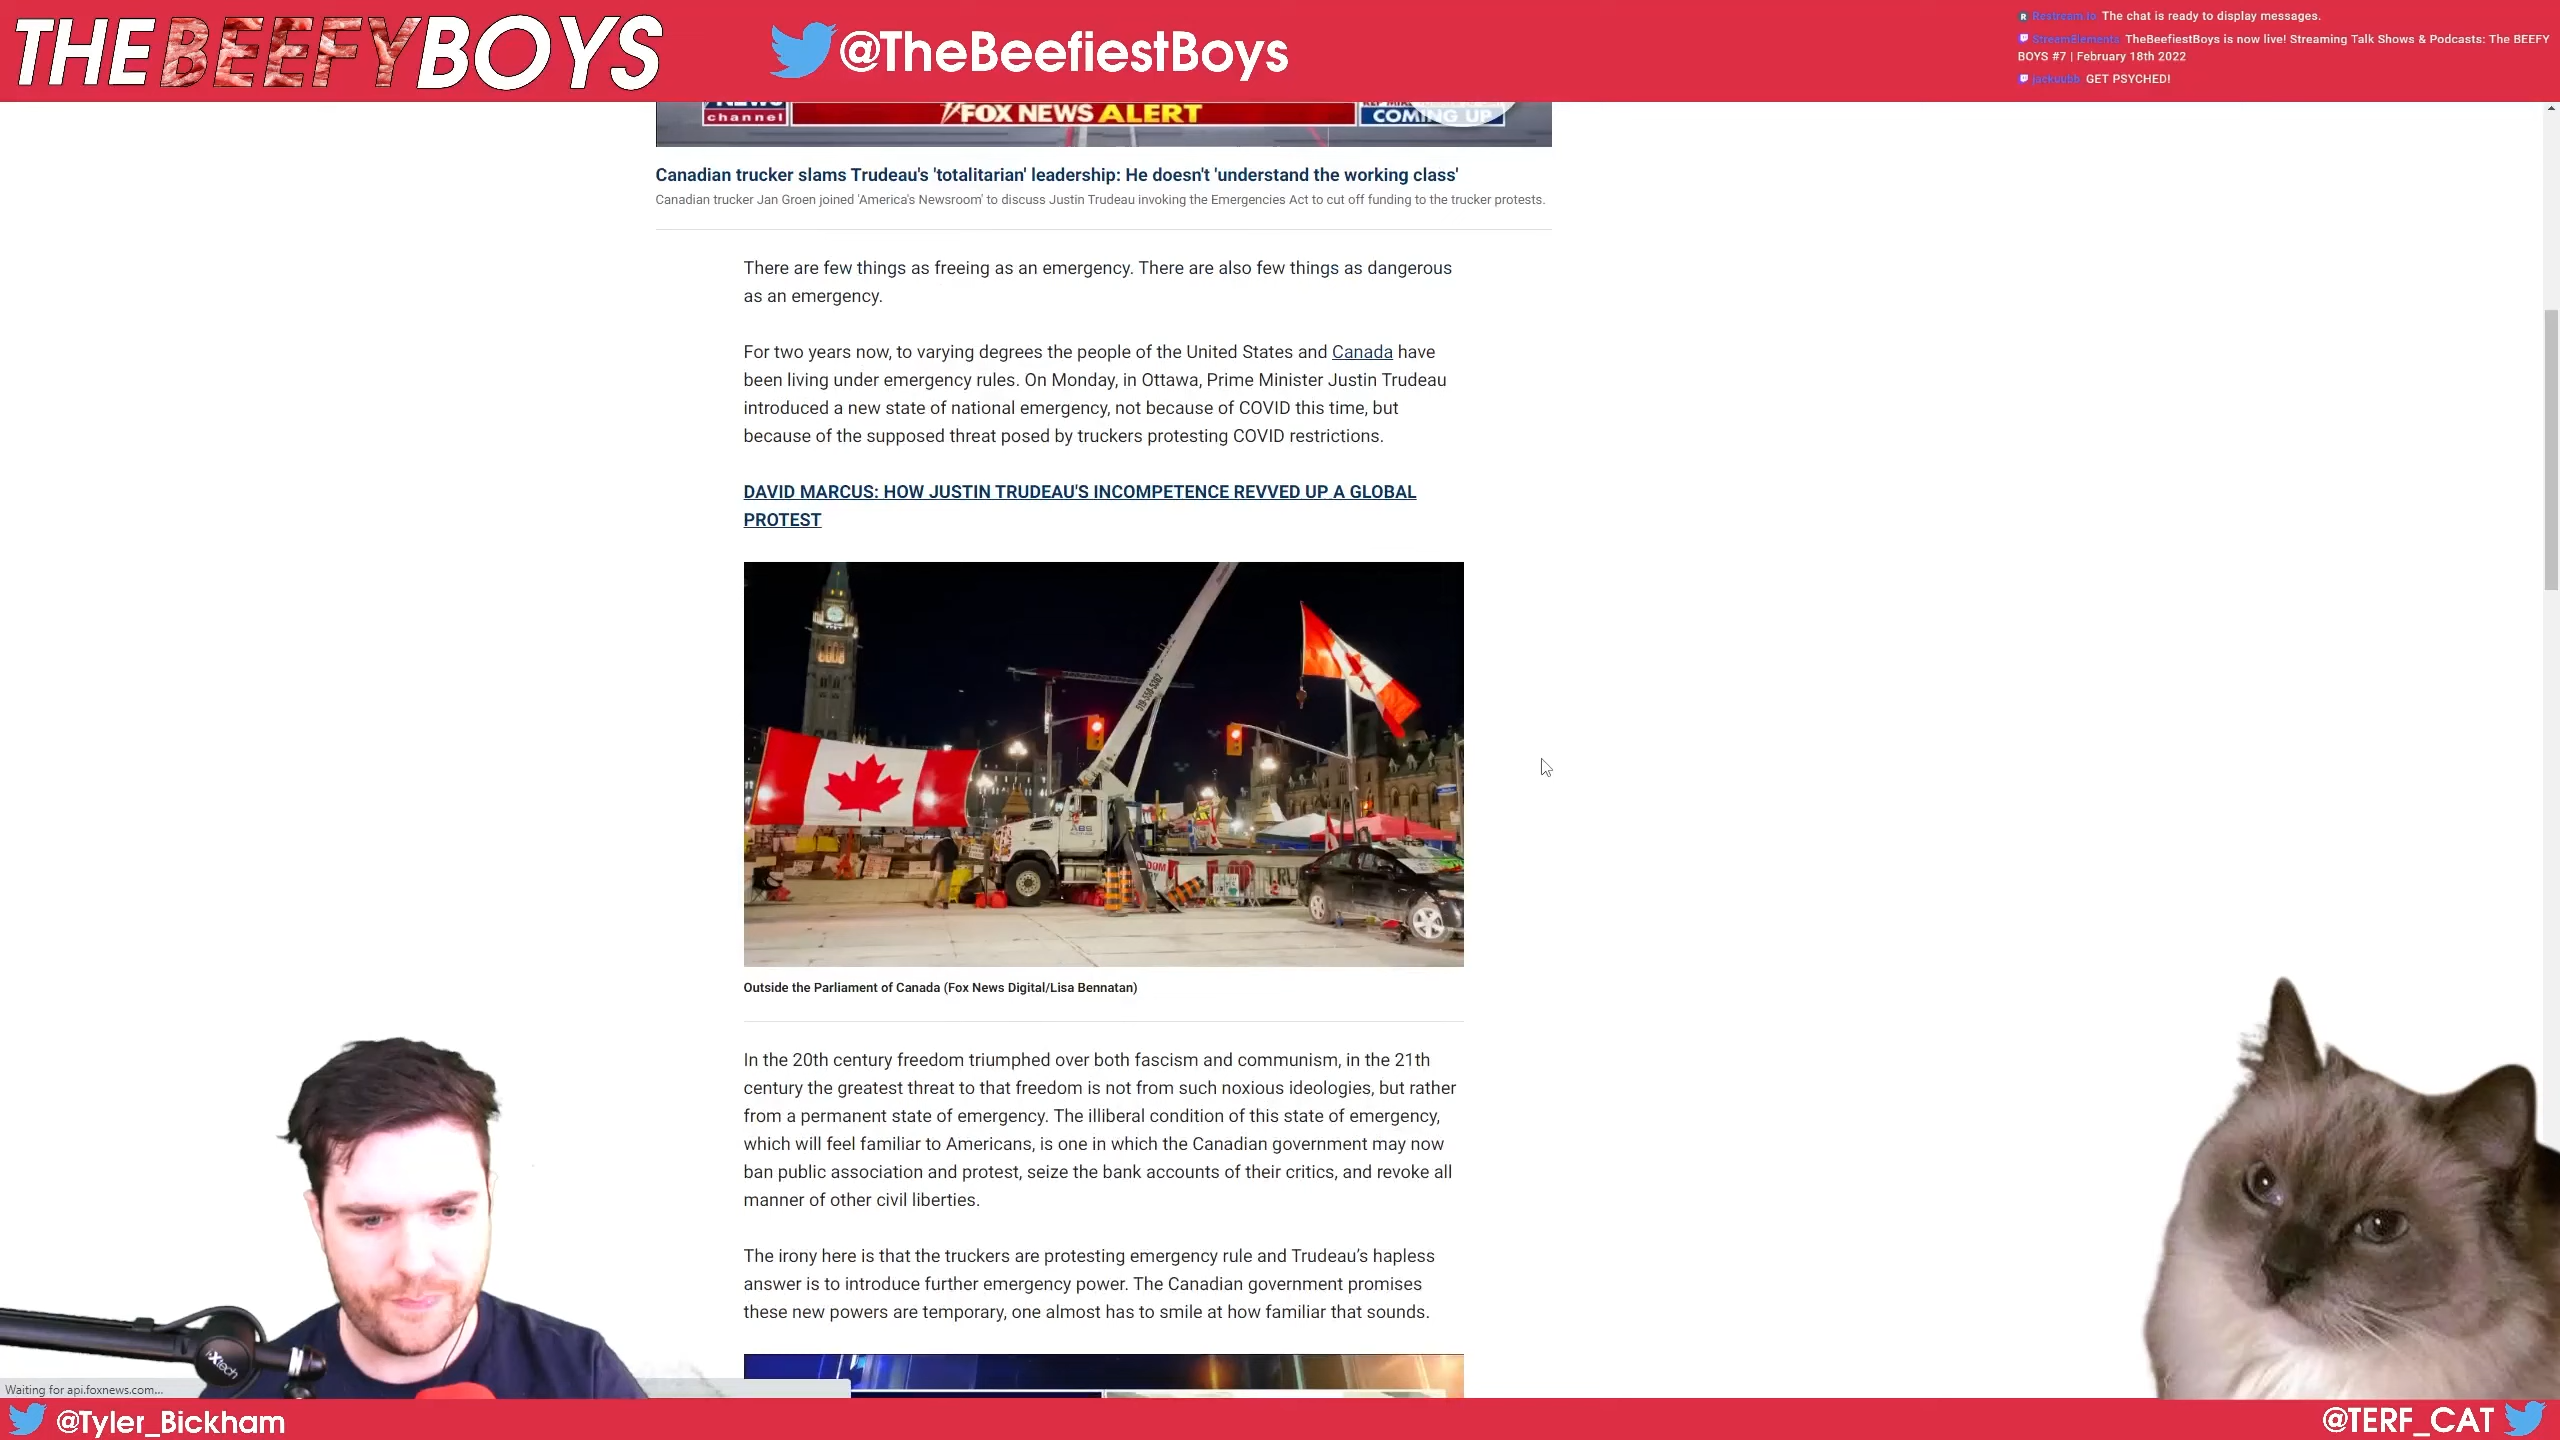 THE BEEFY BOYS
@TheBeefiestBoys
Restream.io The chat is ready to display messages.
StreamElements TheBeefiestBoys is now live! Streaming Talk Shows & Podcasts: The BEEFY
BOYS #7 | February 18th 2022
jackuubb GET PSYCHED!
NEWS
channel
FOX NEWS ALERT
COMING UP
Canadian trucker slams Trudeau's 'totalitarian' leadership: He doesn't 'understand the working class'
Canadian trucker Jan Groen joined 'America's Newsroom' to discuss Justin Trudeau invoking the Emergencies Act to cut off funding to the trucker protests.
There are few things as freeing as an emergency. There are also few things as dangerous
as an emergency.
For two years now, to varying degrees the people of the United States and Canada have
been living under emergency rules. On Monday, in Ottawa, Prime Minister Justin Trudeau
introduced a new state of national emergency, not because of COVID this time, but
because of the supposed threat posed by truckers protesting COVID restrictions.
DAVID MARCUS: HOW JUSTIN TRUDEAU'S INCOMPETENCE REVVED UP A GLOBAL
PROTEST
Outside the Parliament of Canada (Fox News Digital/Lisa Bennatan)
In the 20th century freedom triumphed over both fascism and communism, in the 21th
century the greatest threat to that freedom is not from such noxious ideologies, but rather
from a permanent state of emergency. The illiberal condition of this state of emergency,
which will feel familiar to Americans, is one in which the Canadian government may now
ban public association and protest, seize the bank accounts of their critics, and revoke all
manner of other civil liberties.
The irony here is that the truckers are protesting emergency rule and Trudeau's hapless
answer is to introduce further emergency power. The Canadian government promises
these new powers are temporary, one almost has to smile at how familiar that sounds.
Waiting for api.foxnews.com...
@Tyler_Bickham
@TERF_CAT